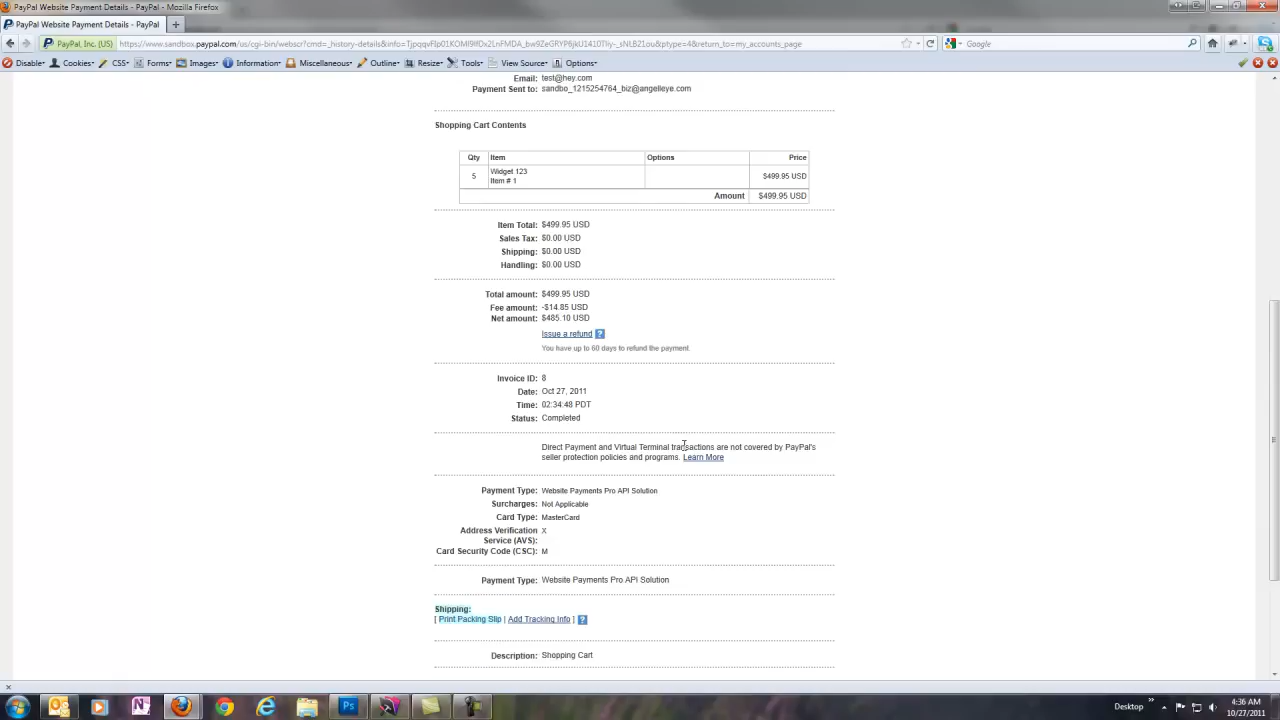 PayPal Website Payment Details - PayPal - Mozilla Firefox
PayPal Website Payment Details - PayPal
PayPal, Inc. (US)
Google
Disable Cookies CSS Forms Images Information Miscellaneous Outline Resize Tools View Source Options
Email: test@hey.com
Payment Sent to: sandbo_1215254764_biz@angelleye.com
Shopping Cart Contents
Qty Item Options Price
5 Widget 123 $499.95 USD
Item # 1
Amount $499.95 USD
Item Total: $499.95 USD
Sales Tax: $0.00 USD
Shipping: $0.00 USD
Handling: $0.00 USD
Total amount: $499.95 USD
Fee amount: -$14.85 USD
Net amount: $485.10 USD
Issue a refund ?
You have up to 60 days to refund the payment.
Invoice ID: 8
Date: Oct 27, 2011
Time: 02:34:48 PDT
Status: Completed
Direct Payment and Virtual Terminal transactions are not covered by PayPal's
seller protection policies and programs. Learn More
Payment Type: Website Payments Pro API Solution
Surcharges: Not Applicable
Card Type: MasterCard
Address Verification X
Service (AVS):
Card Security Code (CSC): M
Payment Type: Website Payments Pro API Solution
Shipping:
[ Print Packing Slip | Add Tracking Info ] ?
Description: Shopping Cart
Desktop
4:36 AM
10/27/2011